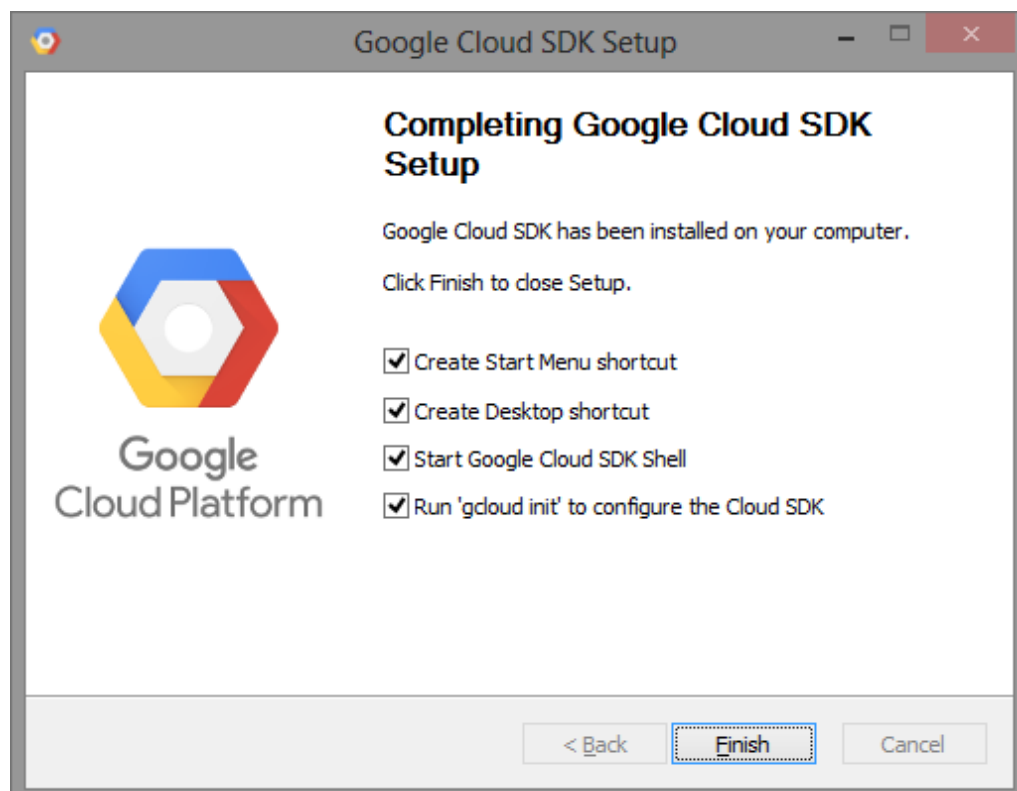 Google Cloud SDK Setup
Completing Google Cloud SDK
Setup
Google Cloud SDK has been installed on your computer.
Click Finish to close Setup.
Create Start Menu shortcut
Create Desktop shortcut
Start Google Cloud SDK Shell
Run 'gcloud init' to configure the Cloud SDK
Google
Cloud Platform
< Back
Finish
Cancel